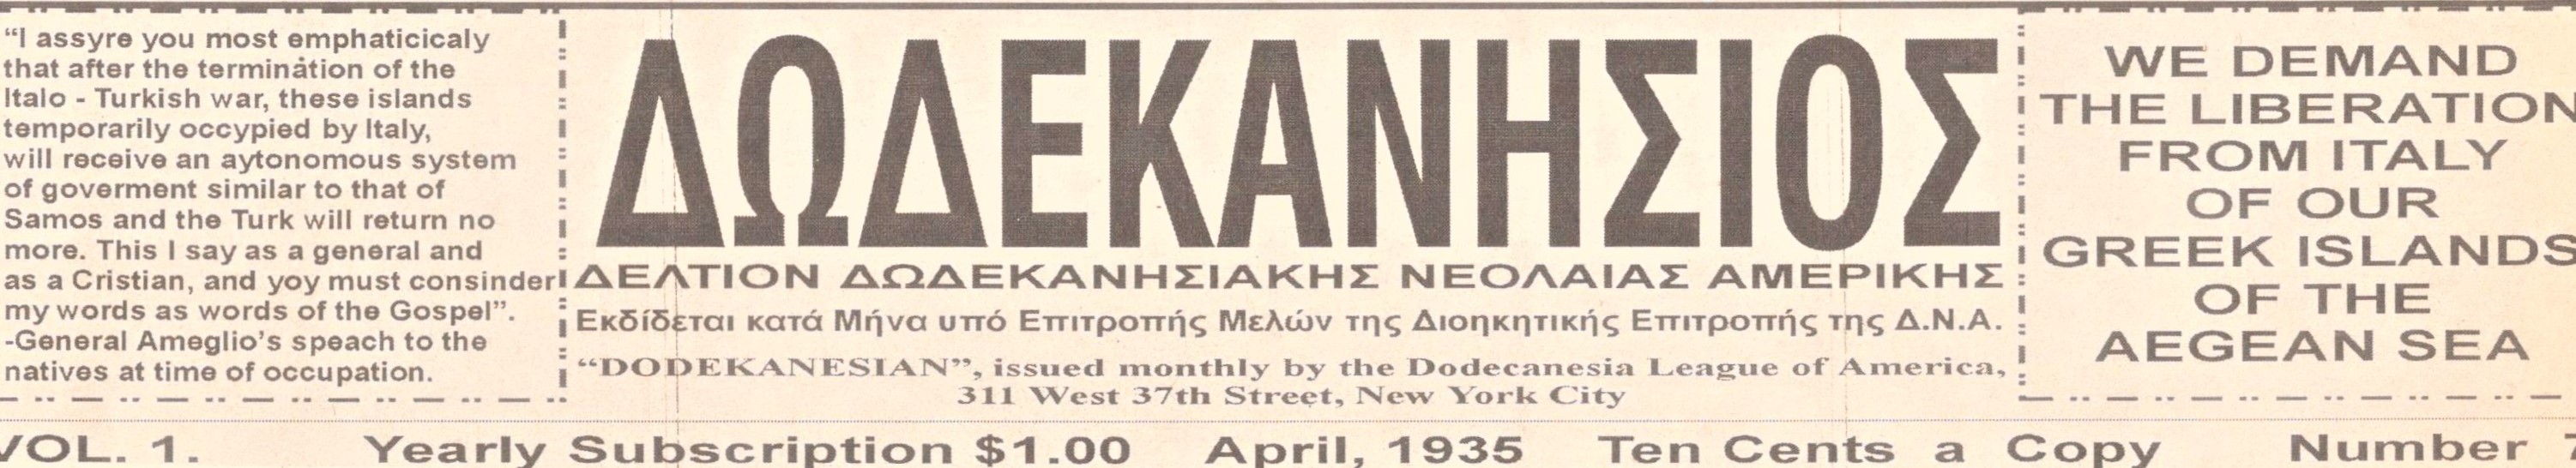 “I assyre you most emphaticicaly
that after the termination of the
Italo - Turkish war, these islands
temporarily occypied by Italy,
will receive an aytonomous system
of goverment similar to that of
Samos and the Turk will return no
more. This I say as a general and
as a Cristian, and yoy must consinder
my words as words of the Gospel”.
-General Ameglio’s speach to the
natives at time of occupation.
ΔΩΔΕΚΑΝΗΣΙΟΣ
ΔΕΛΤΙΟΝ ΔΩΔΕΚΑΝΗΣΙΑΚΗΣ ΝΕΟΛΑΙΑΣ ΑΜΕΡΙΚΗΣ
Εκδίδεται κατά Μήνα υπό Επιτροπής Μελών της Διοηκητικής Επιτροπής της Δ.Ν.Α.
“DODEKANESIAN”, issued monthly by the Dodecanesia League of America,
311 West 37th Street, New York City
WE DEMAND
THE LIBERATION
FROM ITALY
OF OUR
GREEK ISLANDS
OF THE
AEGEAN SEA
VOL. 1. Yearly Subscription $1.00 April, 1935 Ten Cents a Copy Number